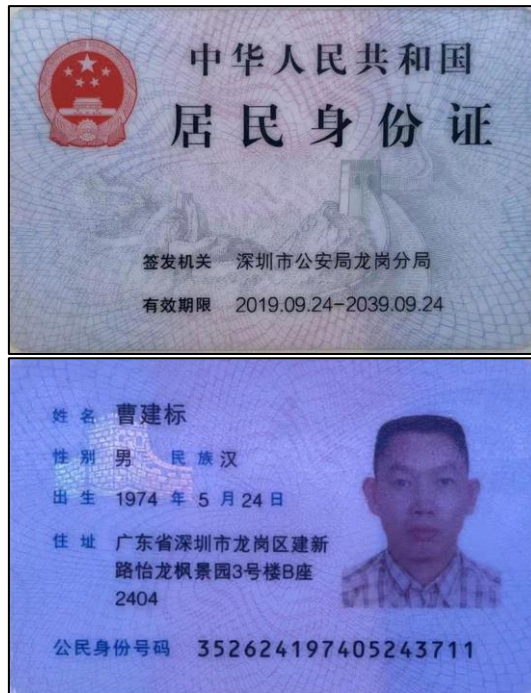 中华人民共和国
居民身份证
签发机关 深圳市公安局龙岗分局
有效期限 2019.09.24-2039.09.24
姓名 曹建标
性别 男 民族 汉
出生 1974 年 5 月 24 日
住址 广东省深圳市龙岗区建新
路怡龙枫景园3号楼B座
2404
公民身份号码 352624197405243711